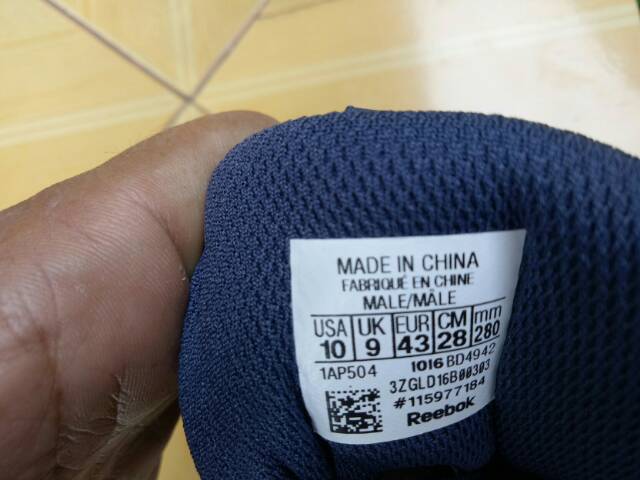 MADE IN CHINA
FABRIQUÉ EN CHINE
MALE/MÂLE
USA UK EUR CM mm
10 9 43 28 280
1AP504 1016 BD4942
3ZGLD16B00303
#115977184
Reebok